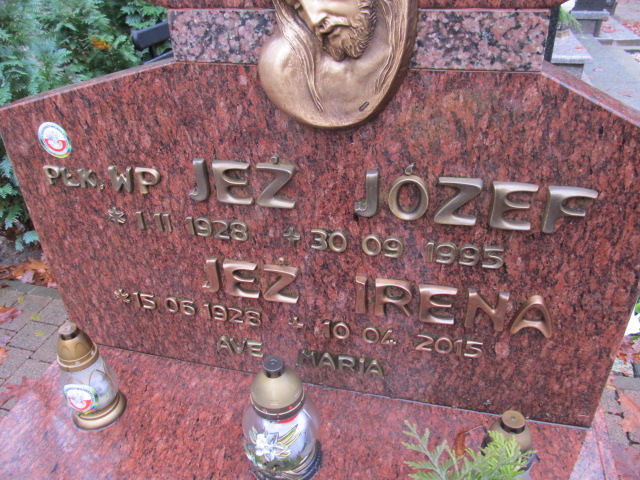 PŁK. WP JEŻ JÓZEF
* 1·11 1928 + 30 09 1995
JEŻ IRENA
* 15 06 1928 + 10 04 2015
AVE MARIA